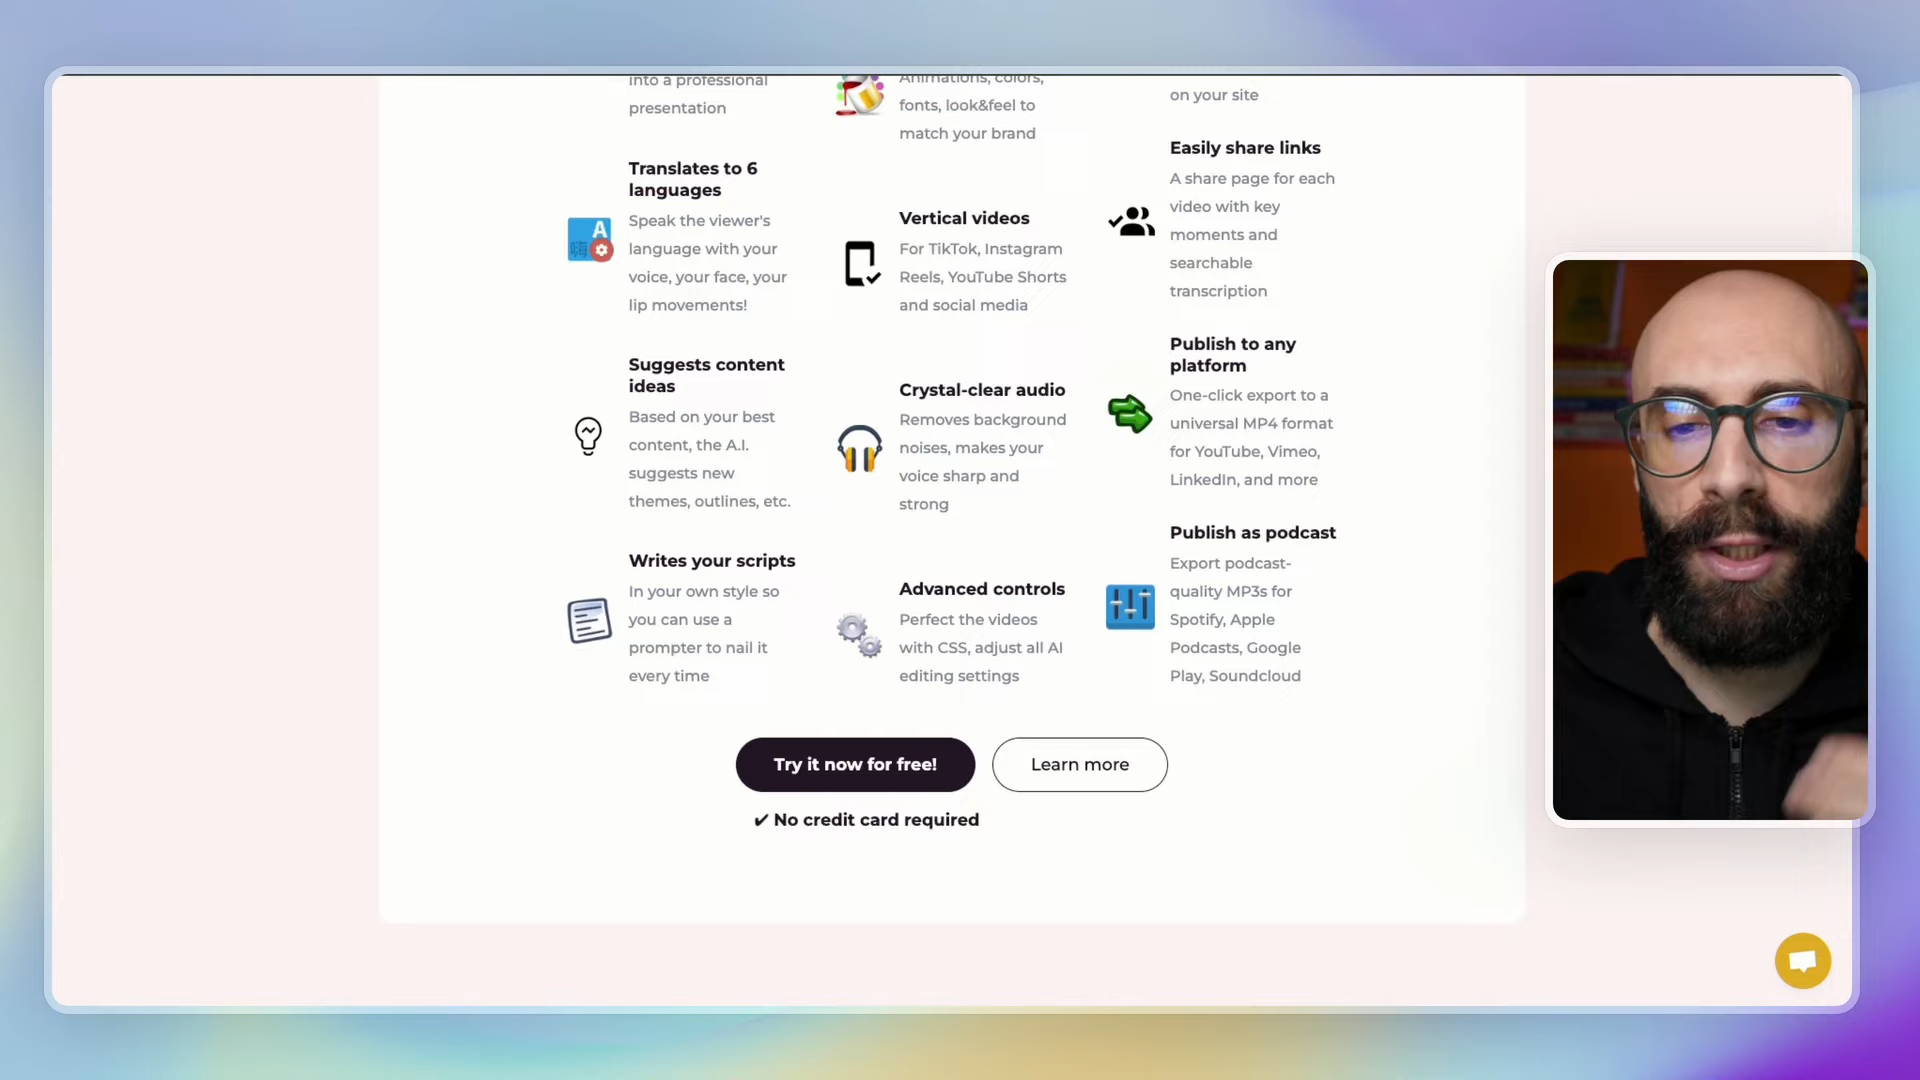 into a professional
presentation
Translates to 6
languages
Speak the viewer's
language with your
voice, your face, your
lip movements!
Suggests content
ideas
Based on your best
content, the A.I.
suggests new
themes, outlines, etc.
Writes your scripts
In your own style so
you can use a
prompter to nail it
every time
Animations, colors,
fonts, look&feel to
match your brand
Vertical videos
For TikTok, Instagram
Reels, YouTube Shorts
and social media
Crystal-clear audio
Removes background
noises, makes your
voice sharp and
strong
Advanced controls
Perfect the videos
with CSS, adjust all AI
editing settings
on your site
Easily share links
A share page for each
video with key
moments and
searchable
transcription
Publish to any
platform
One-click export to a
universal MP4 format
for YouTube, Vimeo,
LinkedIn, and more
Publish as podcast
Export podcast-
quality MP3s for
Spotify, Apple
Podcasts, Google
Play, Soundcloud
Try it now for free!
Learn more
✔ No credit card required